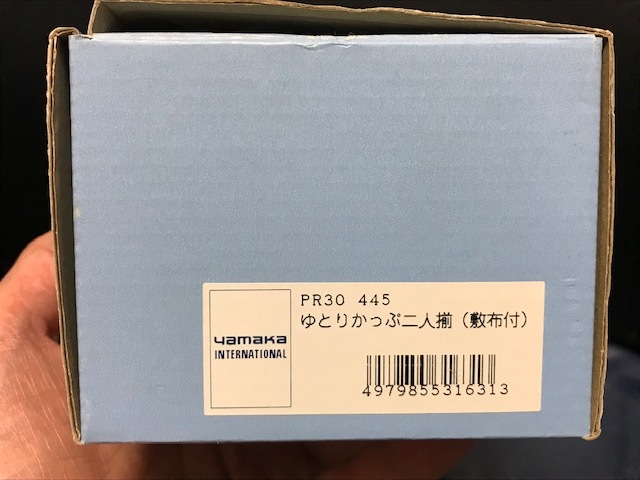 PR30 445
ゆとりかっぷ二人揃（敷布付）
yamaka
INTERNATIONAL
4979855316313